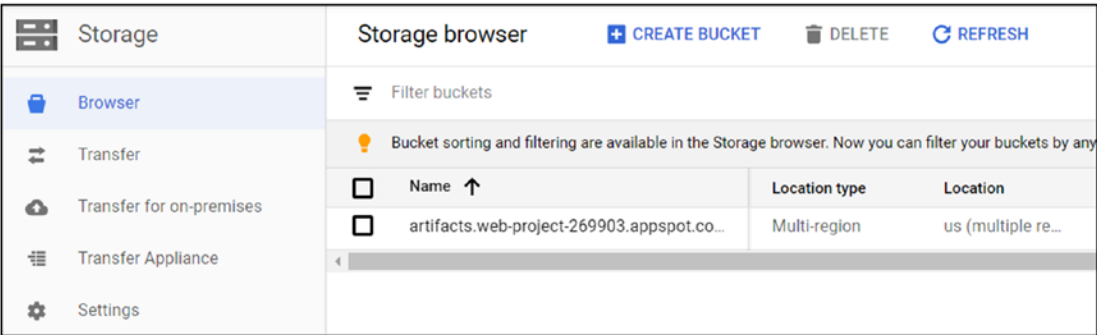 Storage
Storage browser
CREATE BUCKET
DELETE
REFRESH
Browser
Transfer
Transfer for on-premises
Transfer Appliance
Settings
Filter buckets
Bucket sorting and filtering are available in the Storage browser. Now you can filter your buckets by any
Name Location type Location
artifacts.web-project-269903.appspot.co... Multi-region us (multiple re...